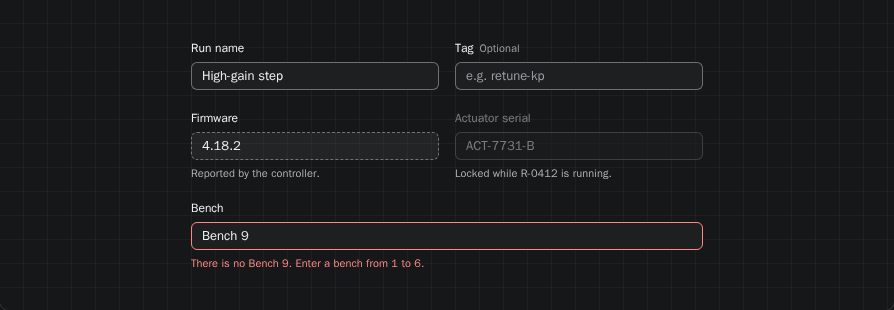 Run name
High-gain step
Tag Optional
e.g. retune-kp
Firmware
4.18.2
Reported by the controller.
Actuator serial
ACT-7731-B
Locked while R-0412 is running.
Bench
Bench 9
There is no Bench 9. Enter a bench from 1 to 6.